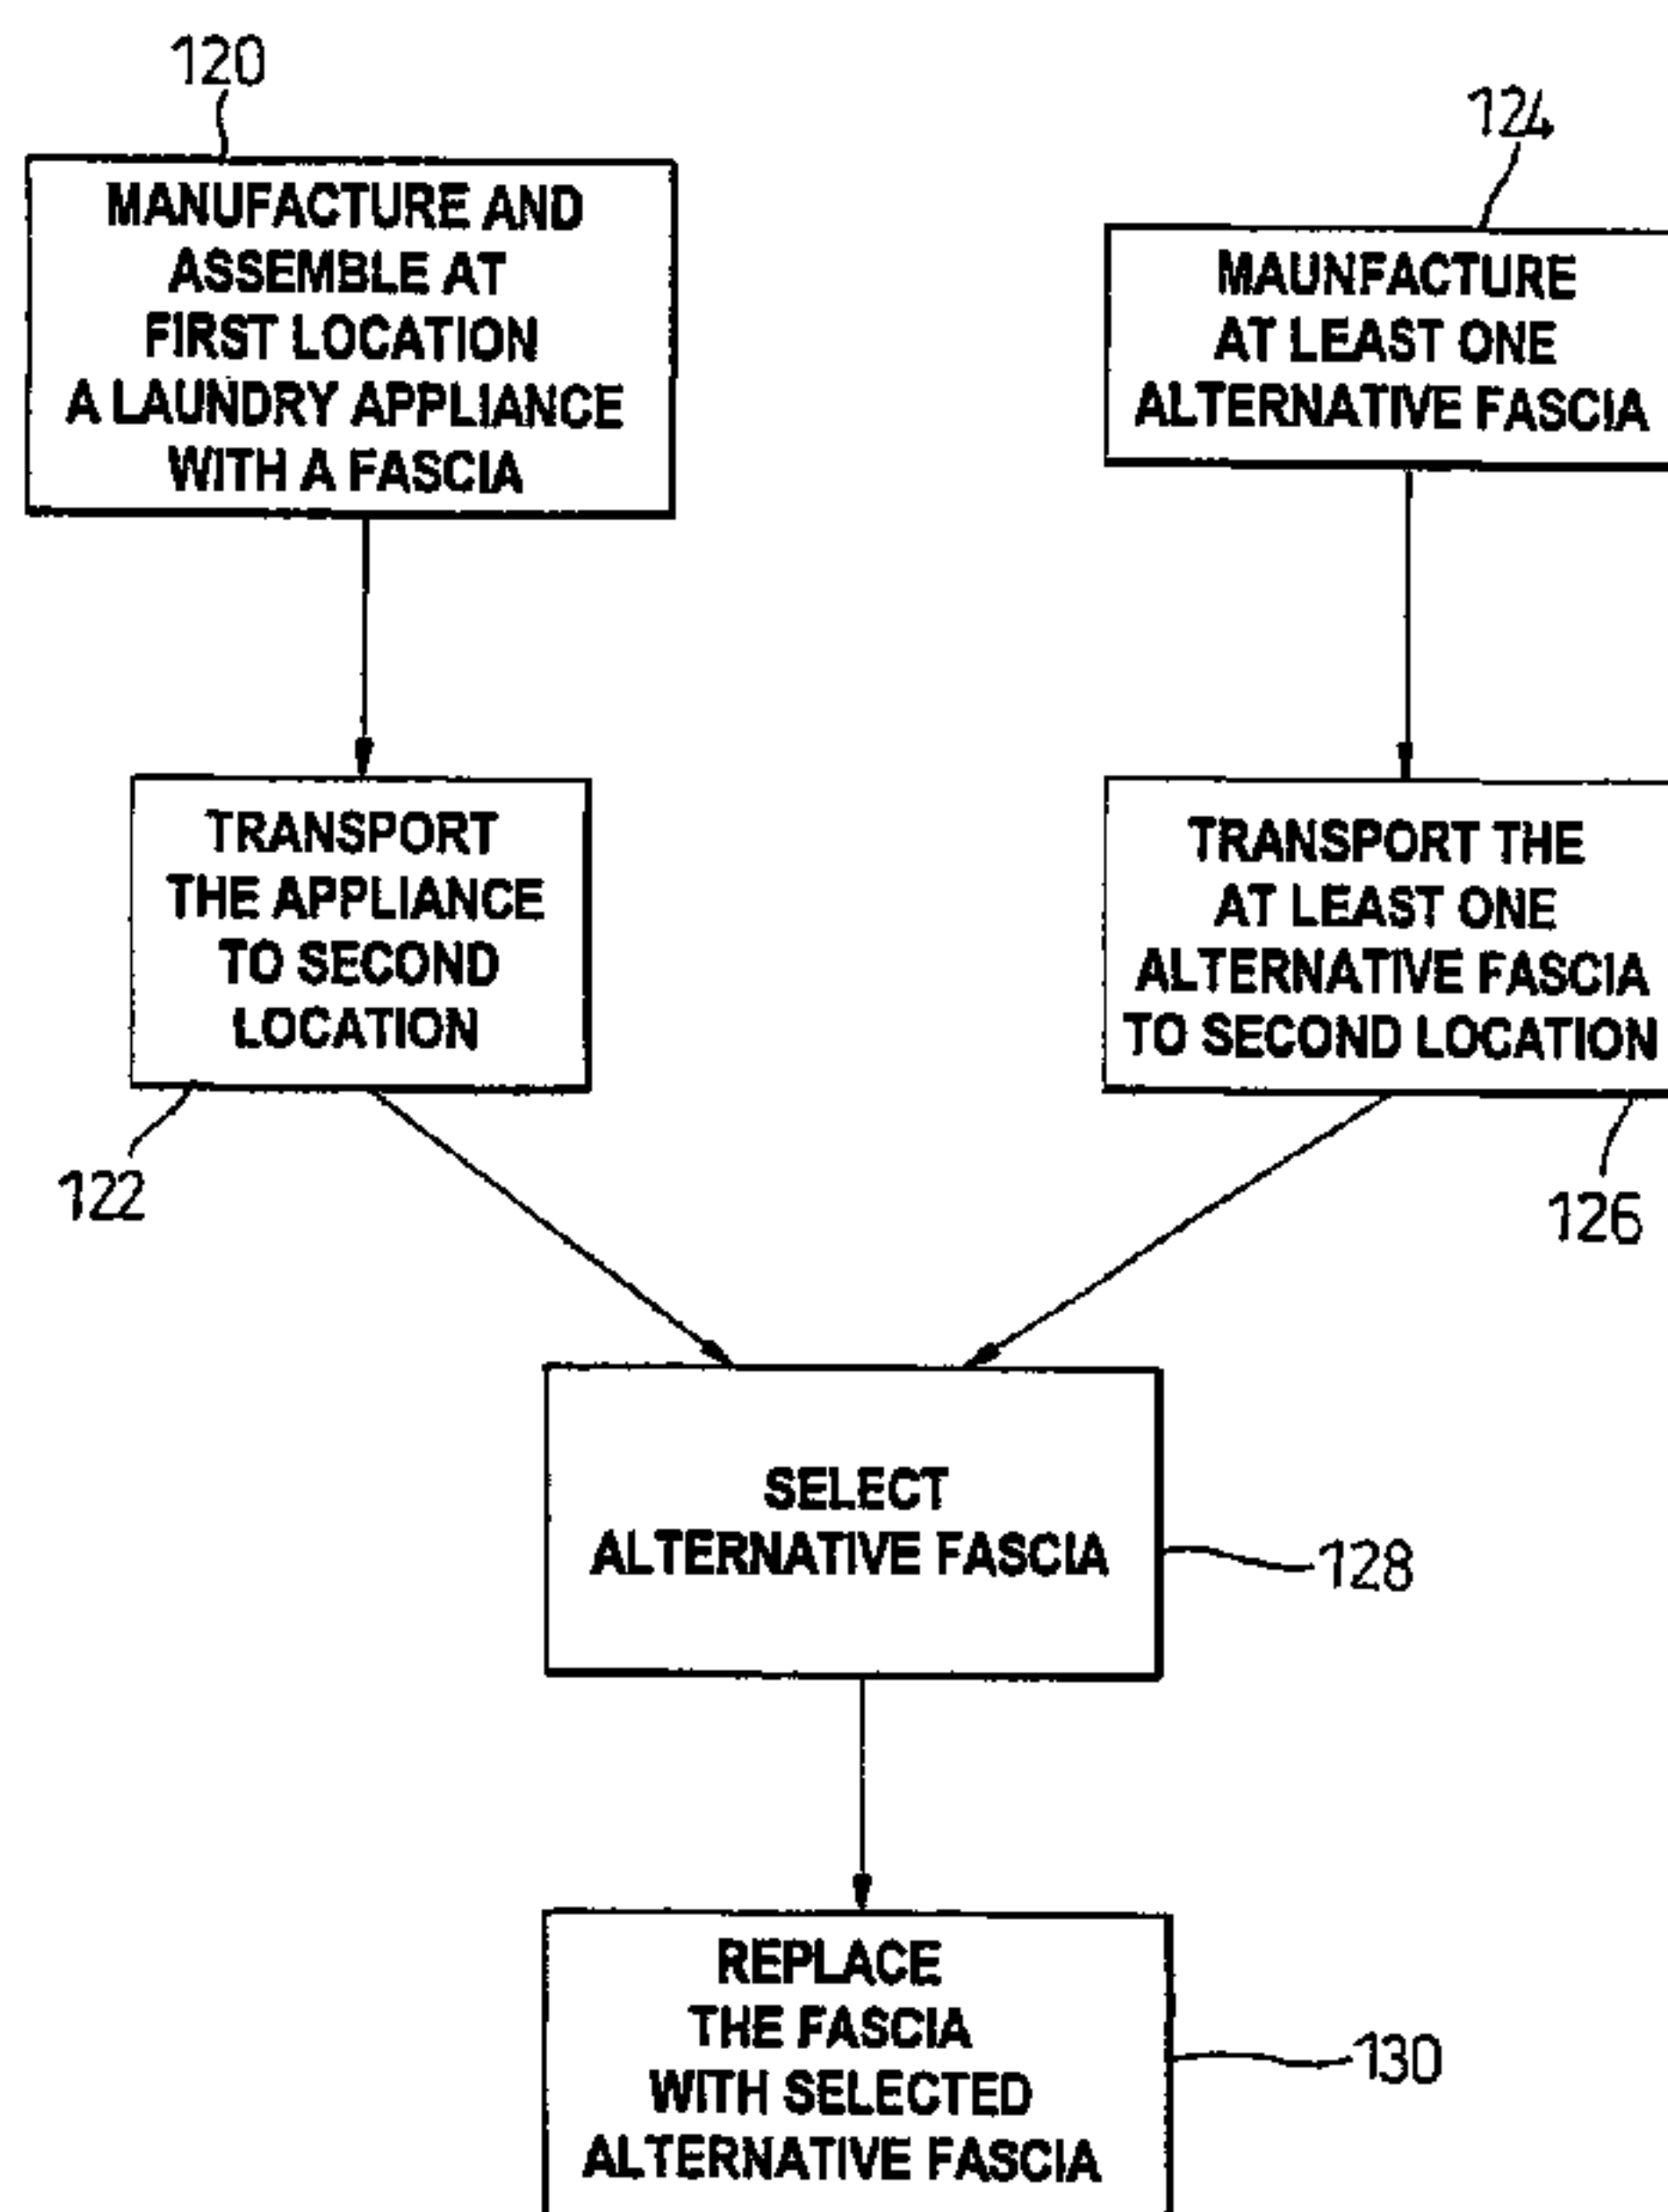 120
MANUFACTURE AND
ASSEMBLE AT
FIRST LOCATION
A LAUNDRY APPLIANCE
WITH A FASCIA
124
MAUNFACTURE
AT LEAST ONE
ALTERNATIVE FASCIA
TRANSPORT
THE APPLIANCE
TO SECOND
LOCATION
122
TRANSPORT THE
AT LEAST ONE
ALTERNATIVE FASCIA
TO SECOND LOCATION
126
SELECT
ALTERNATIVE FASCIA
128
REPLACE
THE FASCIA
WITH SELECTED
ALTERNATIVE FASCIA
130